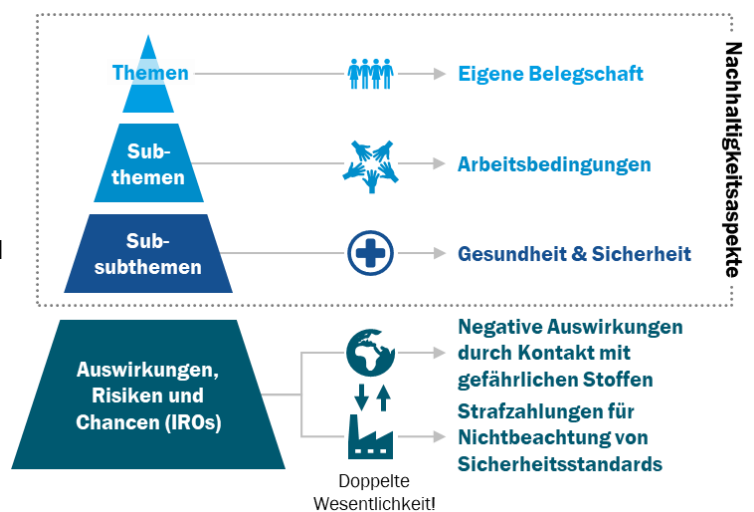 Themen
Eigene Belegschaft
Sub-
themen
Arbeitsbedingungen
Sub-
subthemen
Gesundheit & Sicherheit
Nachhaltigkeitsaspekte
Auswirkungen,
Risiken und
Chancen (IROs)
Negative Auswirkungen
durch Kontakt mit
gefährlichen Stoffen
Strafzahlungen für
Nichtbeachtung von
Sicherheitsstandards
Doppelte
Wesentlichkeit!